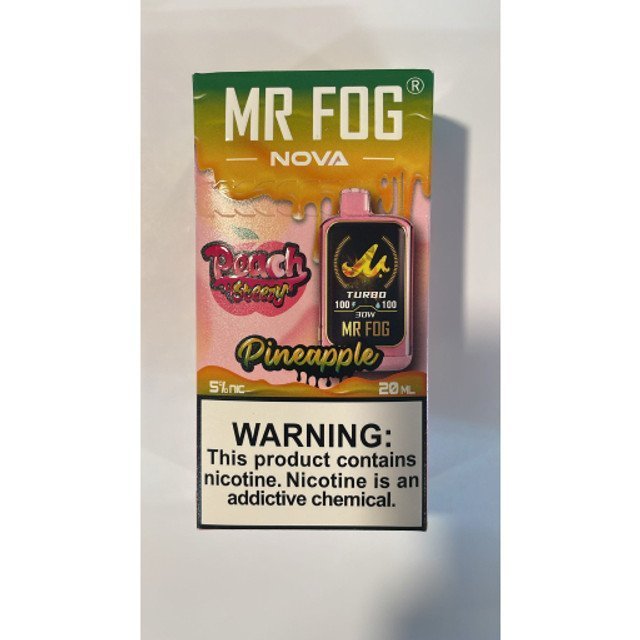 MR FOG®
NOVA
Peach
Steezy
TURBO
100 100
30W
MR FOG
Pineapple
5% NIC
20 ML
WARNING:
This product contains
nicotine. Nicotine is an
addictive chemical.